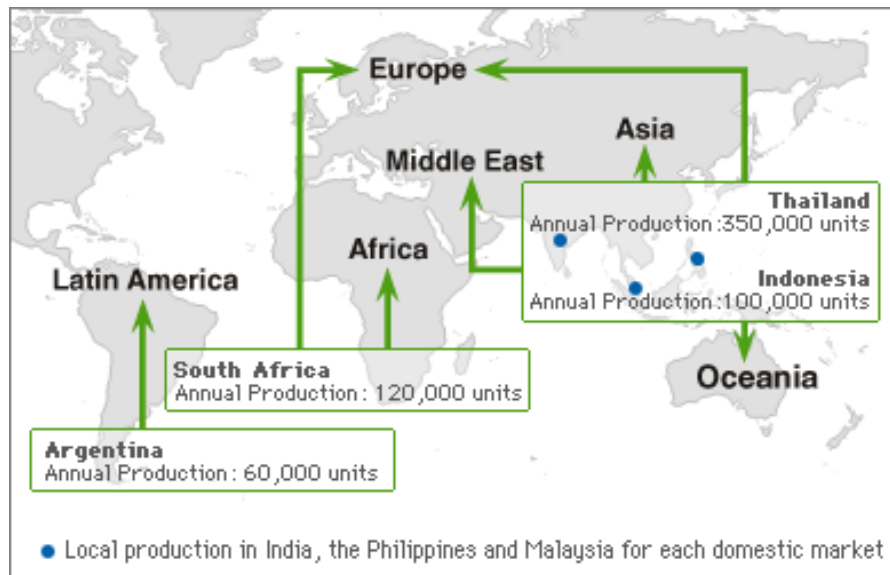 Europe
Asia
Middle East
Thailand
Annual Production :350,000 units
Africa
Latin America
Indonesia
Annual Production :100,000 units
South Africa
Annual Production : 120,000 units
Oceania
Argentina
Annual Production : 60,000 units
Local production in India, the Philippines and Malaysia for each domestic market